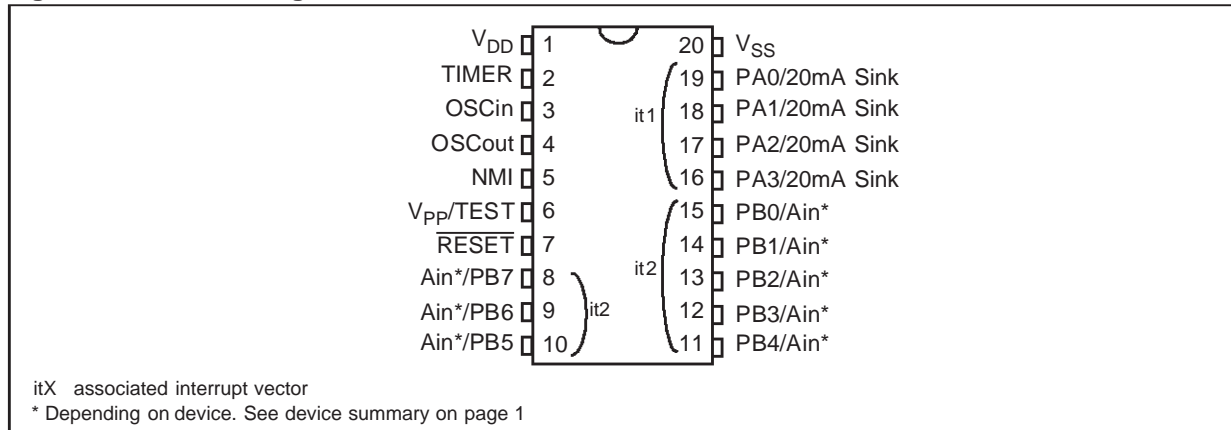 VDD 1 20 VSS
TIMER 2 19 PA0/20mA Sink
OSCin 3 it1 18 PA1/20mA Sink
OSCout 4 17 PA2/20mA Sink
NMI 5 16 PA3/20mA Sink
VPP/TEST 6 15 PB0/Ain*
RESET 7 14 PB1/Ain*
Ain*/PB7 8 it2 13 PB2/Ain*
Ain*/PB6 9 it2 12 PB3/Ain*
Ain*/PB5 10 11 PB4/Ain*
itX associated interrupt vector
* Depending on device. See device summary on page 1